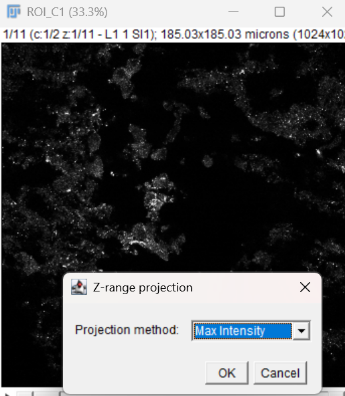 ROI_C1 (33.3%)
1/11 (c:1/2 z:1/11 - L1 1 SI1); 185.03x185.03 microns (1024x10
Z-range projection
Projection method: Max Intensity
OK Cancel